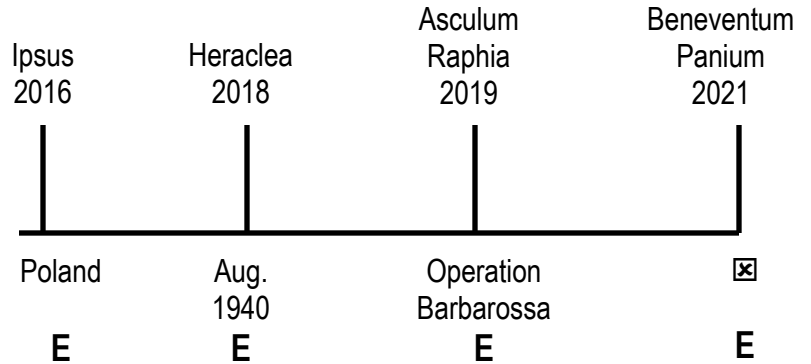 Ipsus
2016
Heraclea
2018
Asculum
Raphia
2019
Beneventum
Panium
2021
Poland
Aug.
1940
Operation
Barbarossa
☒
E
E
E
E